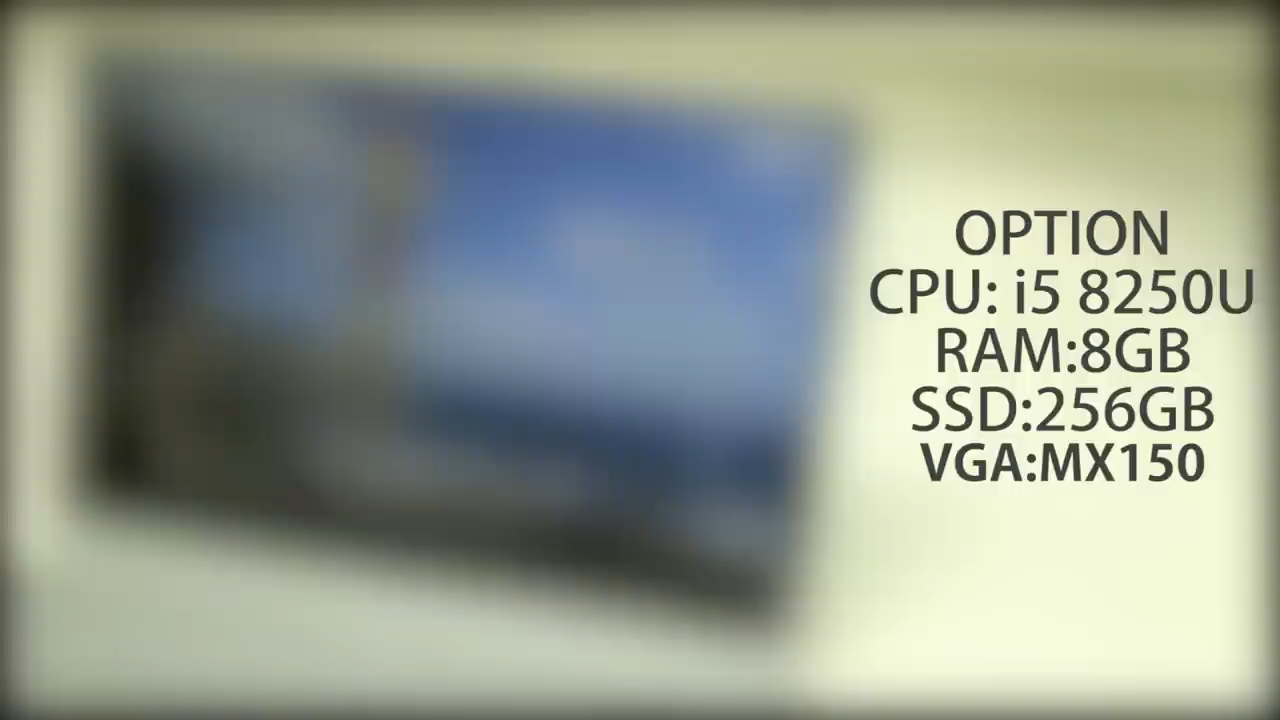 OPTION
CPU: i5 8250U
RAM:8GB
SSD:256GB
VGA:MX150